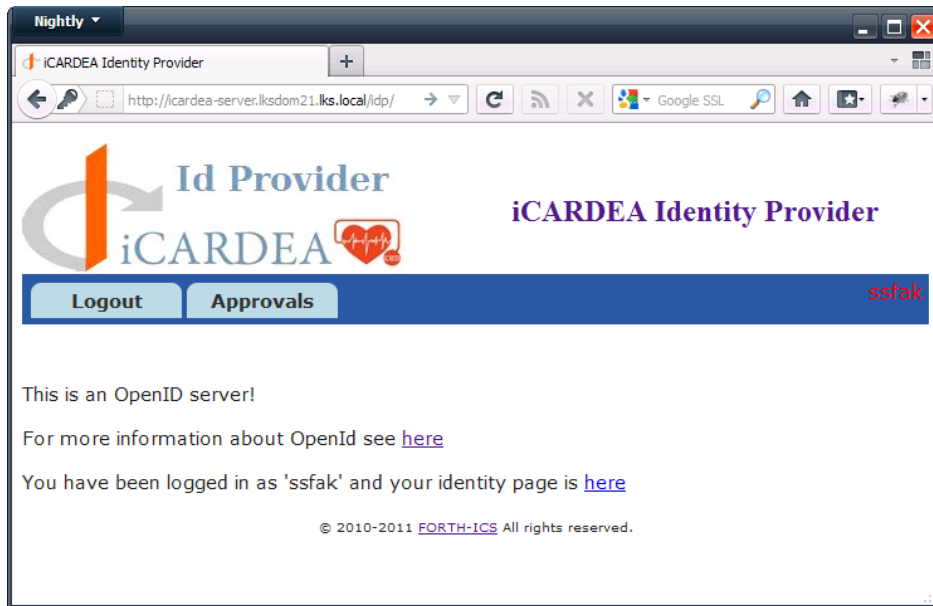 Nightly
iCARDEA Identity Provider
http://icardea-server.lksdom21.lks.local/idp/
Google SSL
Id Provider
iCARDEA
CIED
iCARDEA Identity Provider
Logout Approvals
ssfak
This is an OpenID server!
For more information about OpenId see here
You have been logged in as 'ssfak' and your identity page is here
© 2010-2011 FORTH-ICS All rights reserved.